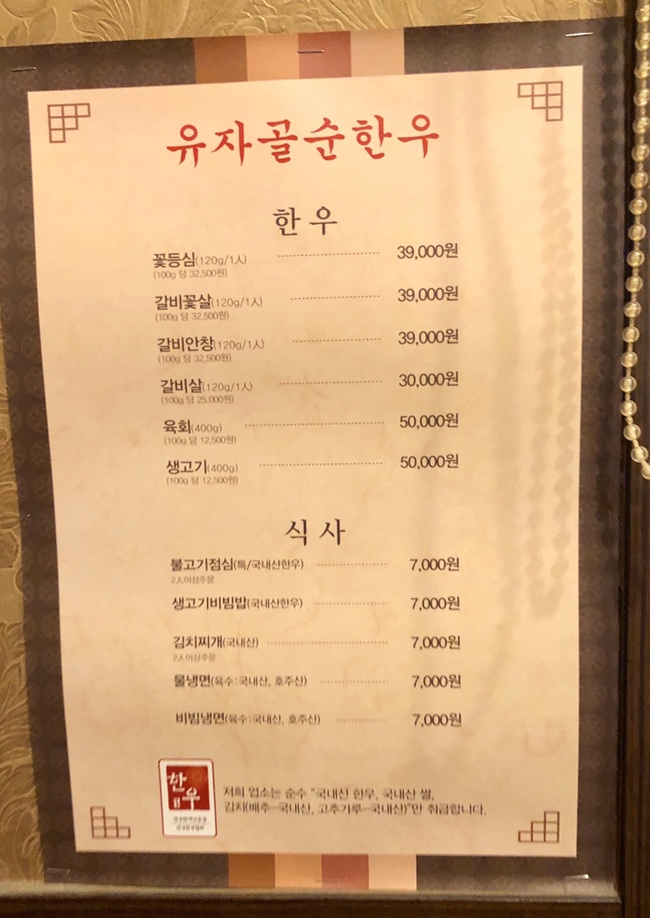 유자골순한우
한우
꽃등심(120g/1人) 39,000원
(100g 당 32,500원)
갈비꽃살(120g/1人) 39,000원
(100g 당 32,500원)
갈비안창(120g/1人) 39,000원
(100g 당 32,500원)
갈비살(120g/1人) 30,000원
(100g 당 25,000원)
육회(400g) 50,000원
(100g 당 12,500원)
생고기(400g) 50,000원
(100g 당 12,500원)
식사
불고기점심(특/국내산한우) 7,000원
2人이상주문
생고기비빔밥(국내산한우) 7,000원
김치찌개(국내산) 7,000원
2人이상주문
물냉면(육수:국내산, 호주산) 7,000원
비빔냉면(육수:국내산, 호주산) 7,000원
한우
저희 업소는 순수 "국내산 한우, 국내산 쌀,
김치(배추-국내산, 고추가루-국내산)"만 취급합니다.